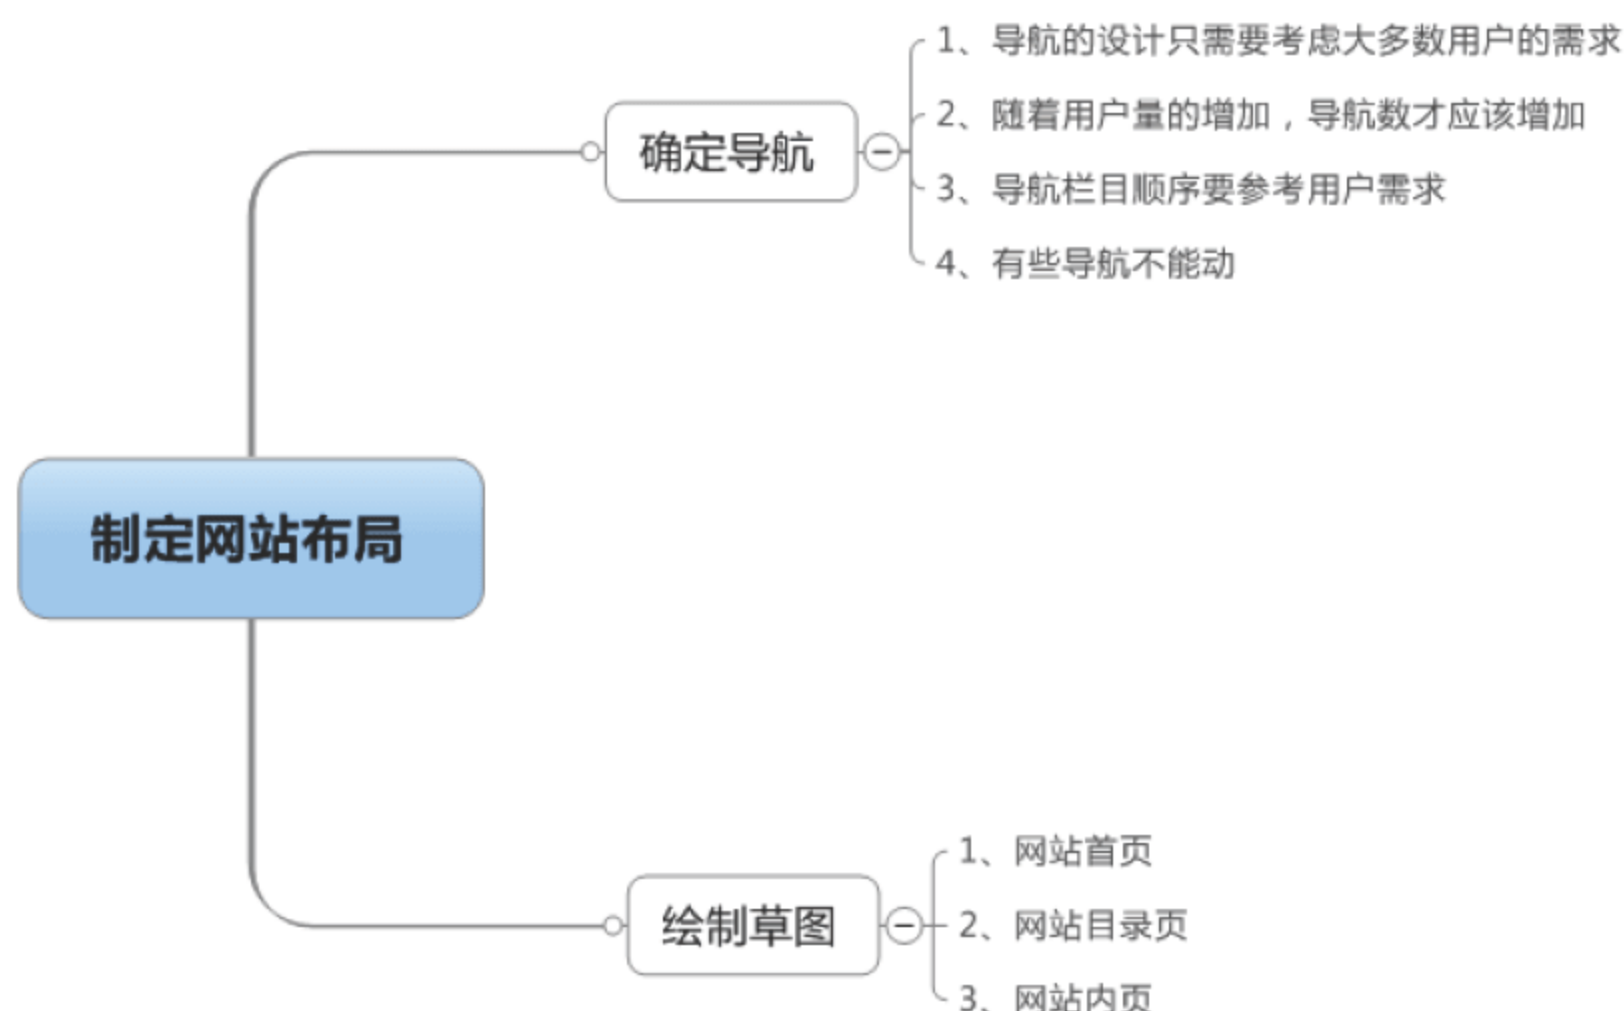 1、导航的设计只需要考虑大多数用户的需求
2、随着用户量的增加，导航数才应该增加
确定导航
3、导航栏目顺序要参考用户需求
4、有些导航不能动
制定网站布局
1、网站首页
绘制草图
2、网站目录页
3、网站内页